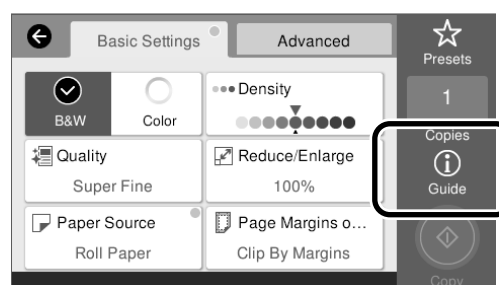 Basic Settings
Advanced
Presets
B&W
Color
Density
1
Copies
Quality
Super Fine
Reduce/Enlarge
100%
Guide
Paper Source
Roll Paper
Page Margins o...
Clip By Margins
Copy